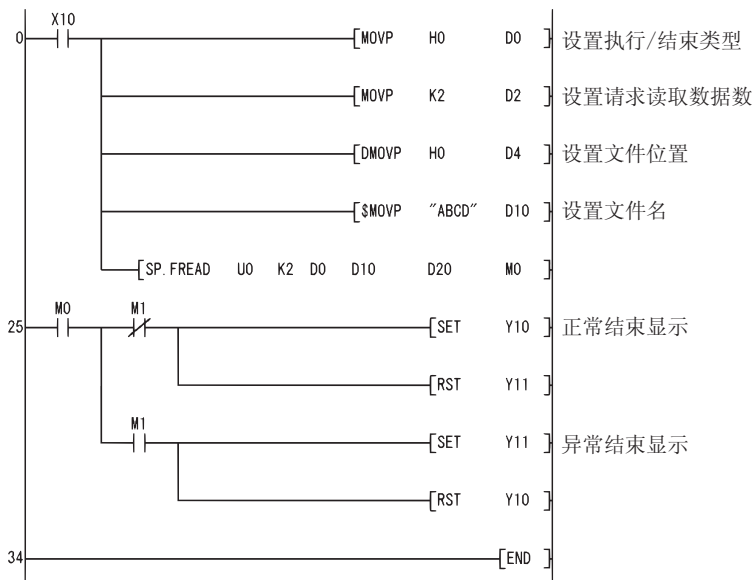 X10
0 [MOVP H0 D0 ] 设置执行/结束类型
[MOVP K2 D2 ] 设置请求读取数据数
[DMOVP H0 D4 ] 设置文件位置
[$MOVP "ABCD" D10 ] 设置文件名
[SP.FREAD U0 K2 D0 D10 D20 M0 ]
M0 M1
25 [SET Y10 ] 正常结束显示
[RST Y11 ]
M1
[SET Y11 ] 异常结束显示
[RST Y10 ]
34 [END ]